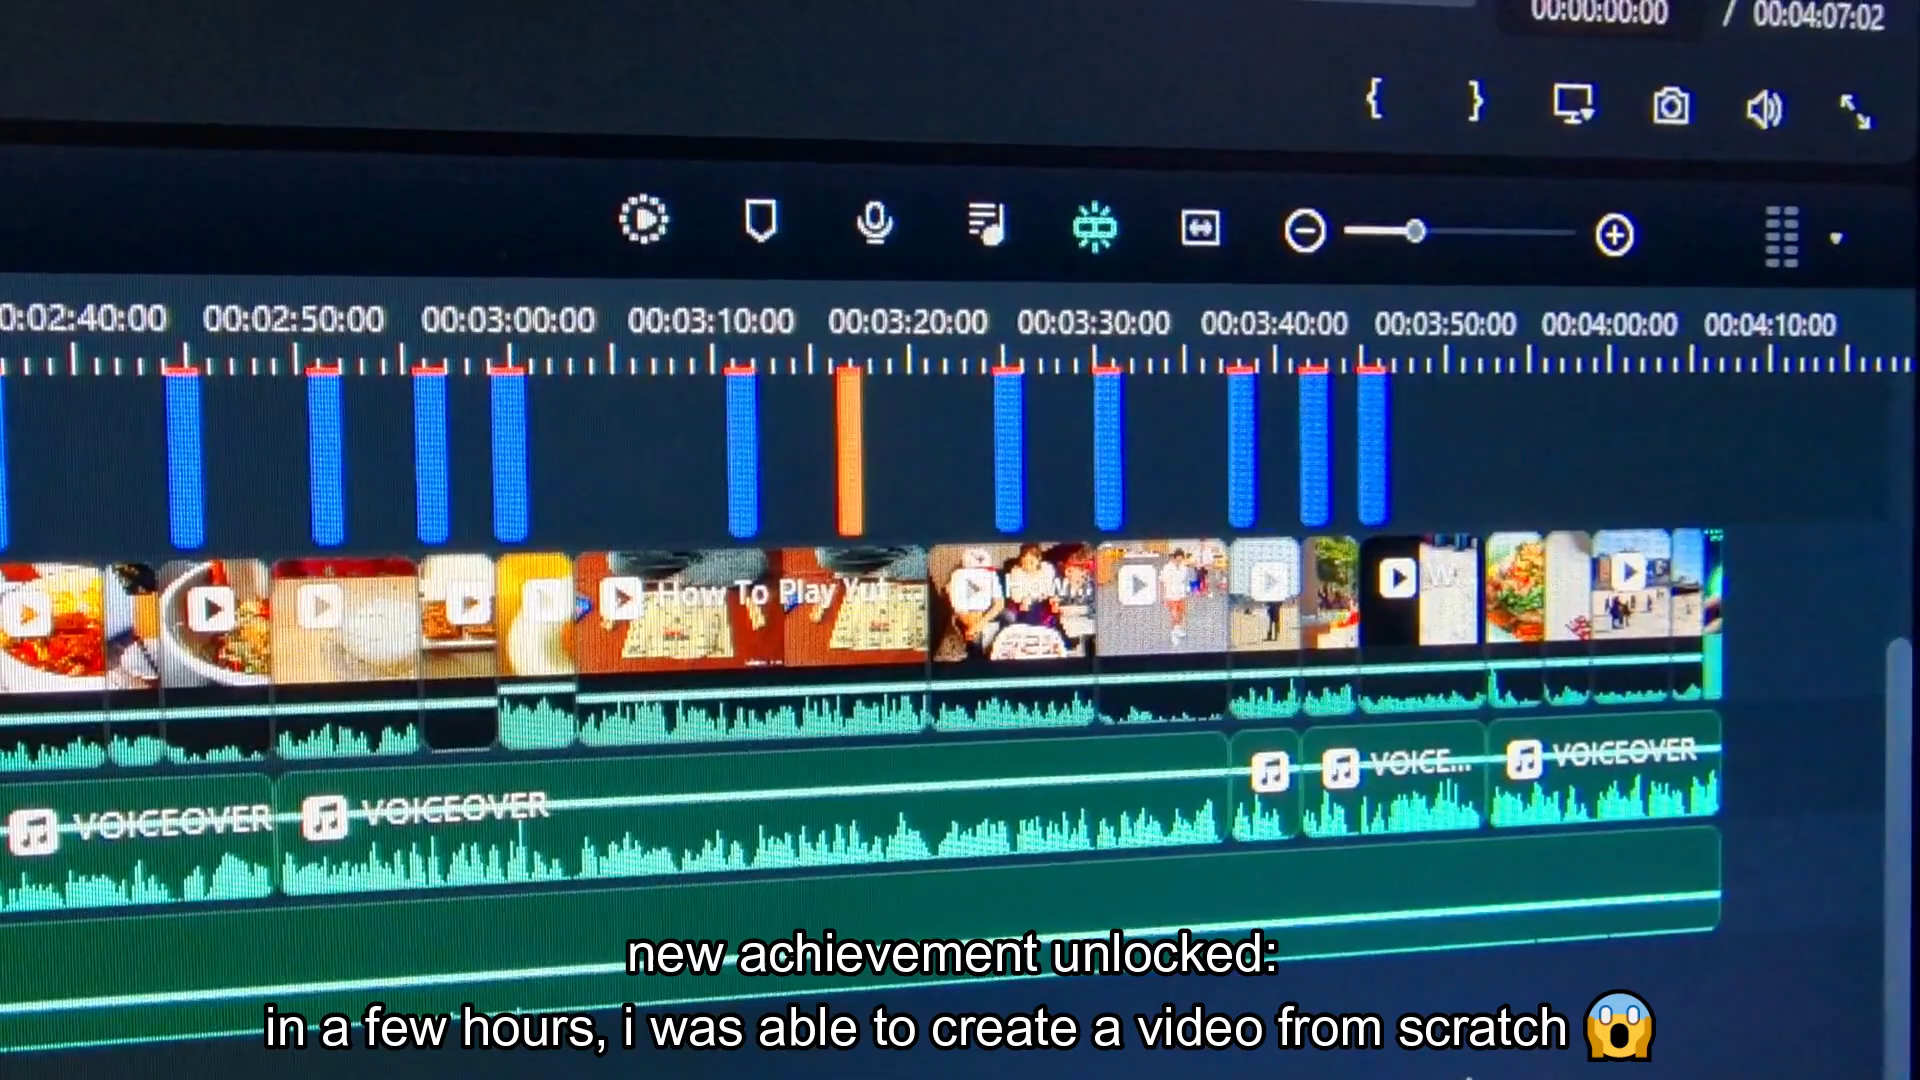 00:00:00:00 / 00:04:07:02
{ }
0:02:40:00 00:02:50:00 00:03:00:00 00:03:10:00 00:03:20:00 00:03:30:00 00:03:40:00 00:03:50:00 00:04:00:00 00:04:10:00
How To Play Yut ...
How...
VOICEOVER VOICEOVER VOICE... VOICEOVER
new achievement unlocked:
in a few hours, i was able to create a video from scratch 😱